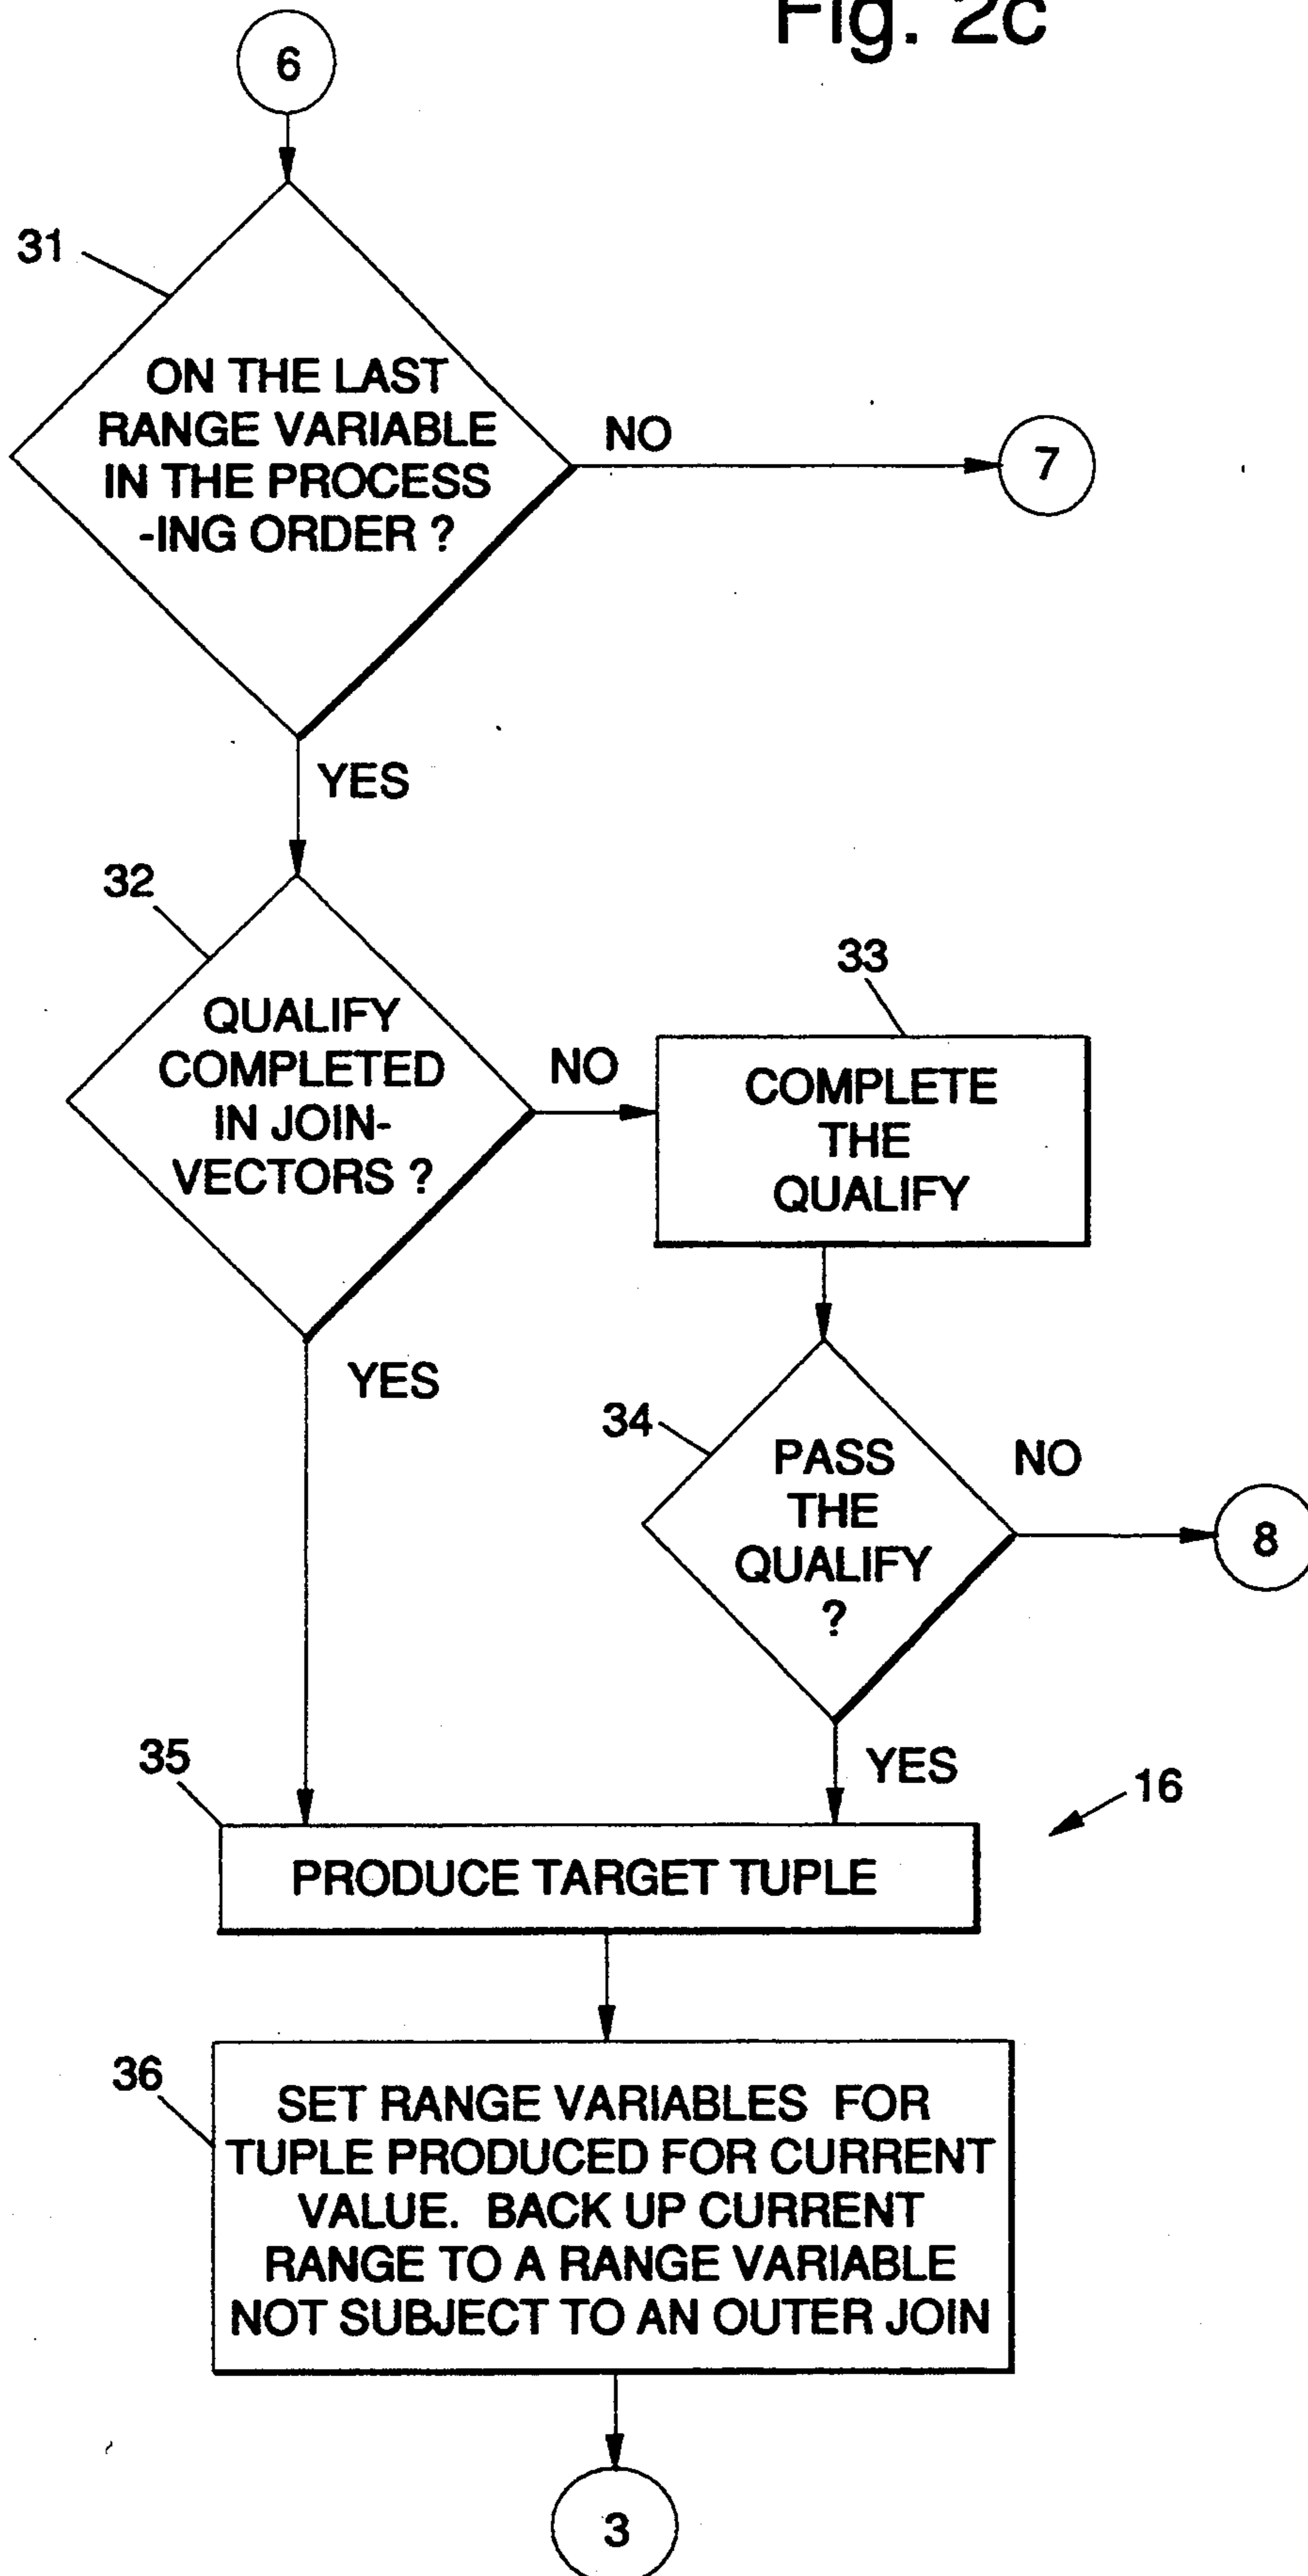 Fig. 2c
6
31
ON THE LAST
RANGE VARIABLE
IN THE PROCESS
-ING ORDER ?
NO
7
YES
32
QUALIFY
COMPLETED
IN JOIN-
VECTORS ?
NO
33
COMPLETE
THE
QUALIFY
YES
34
PASS
THE
QUALIFY
?
NO
8
YES
35
PRODUCE TARGET TUPLE
16
36
SET RANGE VARIABLES FOR
TUPLE PRODUCED FOR CURRENT
VALUE. BACK UP CURRENT
RANGE TO A RANGE VARIABLE
NOT SUBJECT TO AN OUTER JOIN
3